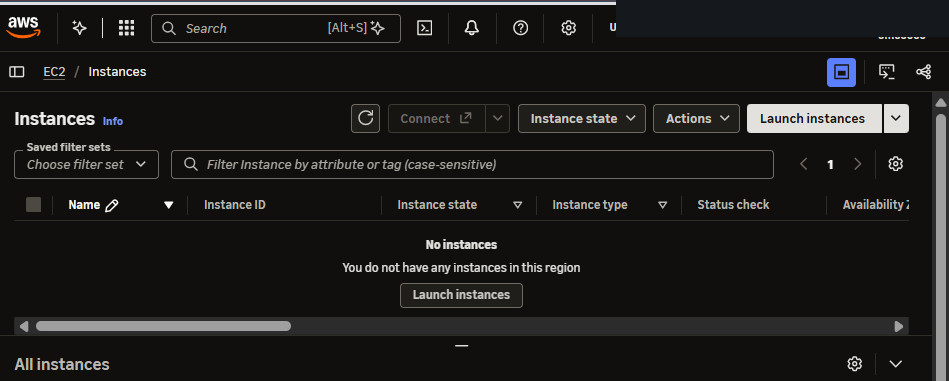 aws
Search [Alt+S]
U
EC2 / Instances
Instances Info
Connect
Instance state
Actions
Launch instances
Saved filter sets
Choose filter set
Filter Instance by attribute or tag (case-sensitive)
1
Name Instance ID Instance state Instance type Status check Availability Z
No instances
You do not have any instances in this region
Launch instances
All instances